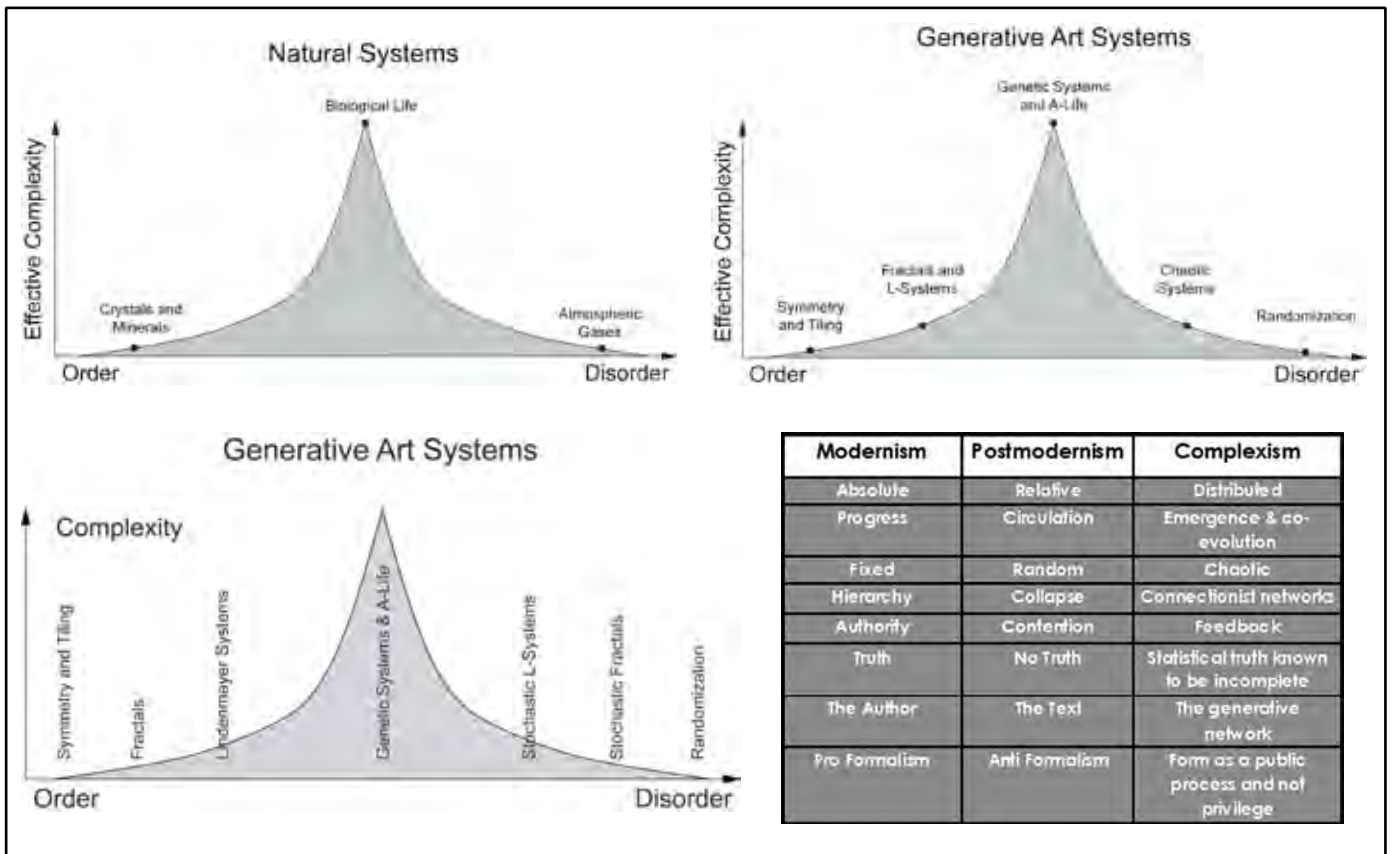 Natural Systems
Biological Life
Effective Complexity
Crystals and
Minerals
Atmospheric
Gases
Order
Disorder
Generative Art Systems
Genetic Systems
and A-Life
Effective Complexity
Fractals and
L-Systems
Chaotic
Systems
Symmetry
and Tiling
Randomization
Order
Disorder
Generative Art Systems
Complexity
Symmetry and Tiling
Fractals
Lindenmayer Systems
Genetic Systems & A-Life
Stochastic L-Systems
Stochastic Fractals
Randomization
Order
Disorder
Modernism Postmodernism Complexism
Absolute Relative Distributed
Progress Circulation Emergence & co-
evolution
Fixed Random Chaotic
Hierarchy Collapse Connectionist networks
Authority Contention Feedback
Truth No Truth Statistical truth known
to be incomplete
The Author The Text The generative
network
Pro Formalism Anti Formalism Form as a public
process and not
privilege